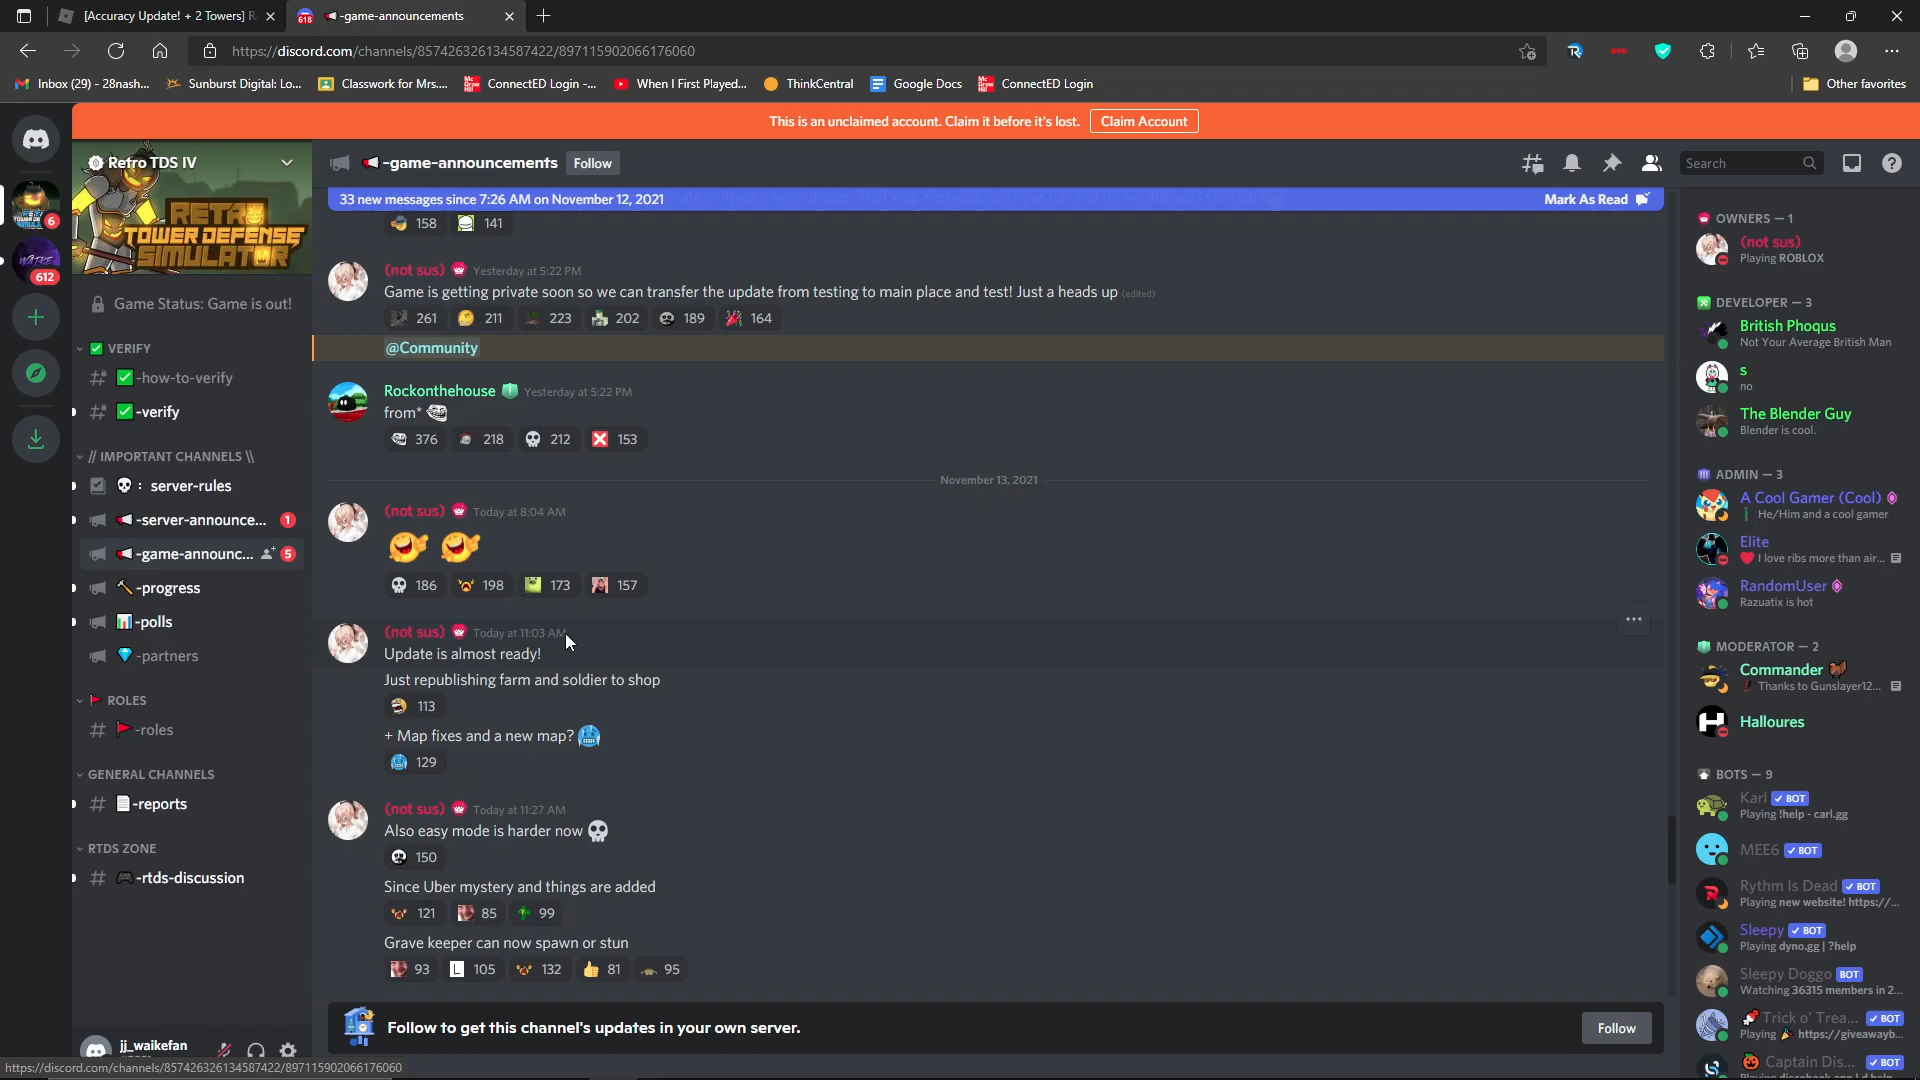 [Accuracy Update! + 2 Towers] R
618 -game-announcements
https://discord.com/channels/857426326134587422/897115902066176060
Inbox (29) - 28nash...
Sunburst Digital: Lo...
Classwork for Mrs....
ConnectED Login -...
When I First Played...
ThinkCentral
Google Docs
ConnectED Login
Other favorites
This is an unclaimed account. Claim it before it's lost.
Claim Account
Retro TDS IV
RETRO
TOWER DEFENSE
SIMULATOR
6
612
Game Status: Game is out!
VERIFY
-how-to-verify
-verify
// IMPORTANT CHANNELS \\
: server-rules
-server-announce... 1
-game-announc... 5
-progress
-polls
-partners
ROLES
-roles
GENERAL CHANNELS
-reports
RTDS ZONE
-rtds-discussion
jj_waikefan
https://discord.com/channels/857426326134587422/897115902066176060
-game-announcements Follow
Search
33 new messages since 7:26 AM on November 12, 2021
Mark As Read
158 141
(not sus) Yesterday at 5:22 PM
Game is getting private soon so we can transfer the update from testing to main place and test! Just a heads up (edited)
261 211 223 202 189 164
@Community
Rockonthehouse Yesterday at 5:22 PM
from*
376 218 212 153
November 13, 2021
(not sus) Today at 8:04 AM
186 198 173 157
(not sus) Today at 11:03 AM
Update is almost ready!
Just republishing farm and soldier to shop
113
+ Map fixes and a new map?
129
(not sus) Today at 11:27 AM
Also easy mode is harder now
150
Since Uber mystery and things are added
121 85 99
Grave keeper can now spawn or stun
93 L 105 132 81 95
Follow to get this channel's updates in your own server.
Follow
OWNERS — 1
(not sus)
Playing ROBLOX
DEVELOPER — 3
British Phoqus
Not Your Average British Man
s
no
The Blender Guy
Blender is cool.
ADMIN — 3
A Cool Gamer (Cool)
He/Him and a cool gamer
Elite
I love ribs more than air...
RandomUser
Razuatix is hot
MODERATOR — 2
Commander
Thanks to Gunslayer12...
Halloures
BOTS — 9
Karl BOT
Playing !help - carl.gg
MEE6 BOT
Rythm Is Dead BOT
Playing new website! https://...
Sleepy BOT
Playing dyno.gg | ?help
Sleepy Doggo BOT
Watching 36315 members in 2...
Trick o' Trea... BOT
Playing https://giveawayb...
Captain Dis... BOT